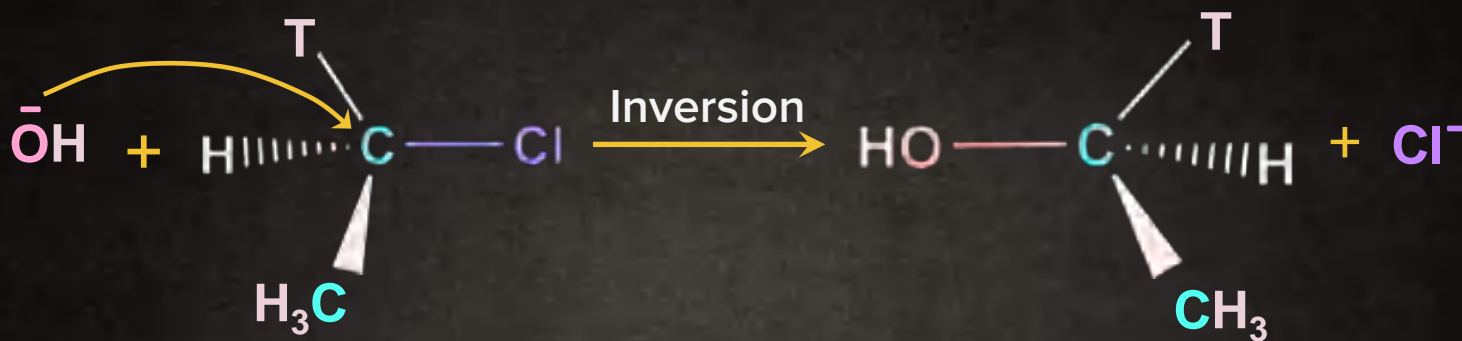 T T
Inversion
ŌH + H C Cl HO C H + Cl⁻
H₃C CH₃